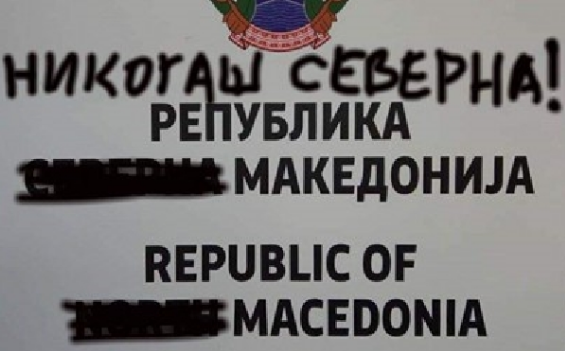 НИКОГАШ СЕВЕРНА!
РЕПУБЛИКА
МАКЕДОНИЈА
REPUBLIC OF
MACEDONIA